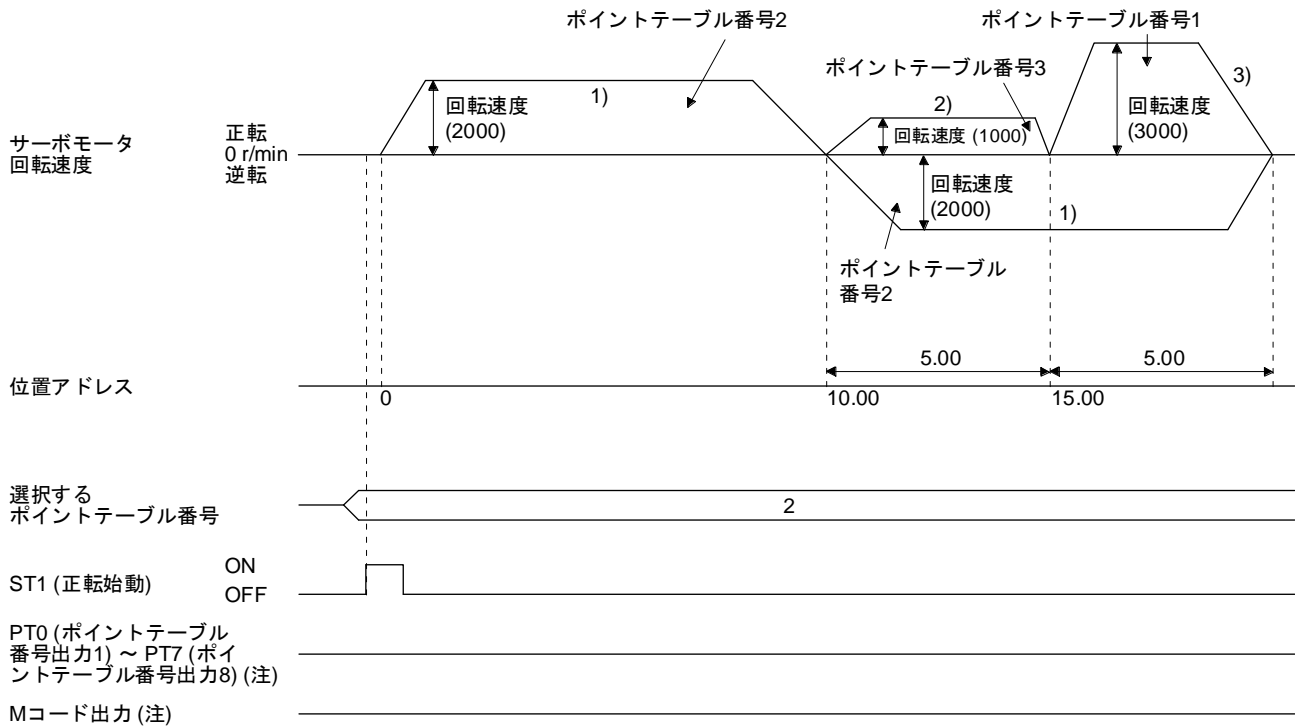 ポイントテーブル番号2
ポイントテーブル番号1
ポイントテーブル番号3
1)
2)
3)
回転速度
(2000)
回転速度 (1000)
回転速度
(3000)
サーボモータ
回転速度
正転
0 r/min
逆転
回転速度
(2000)
1)
ポイントテーブル
番号2
5.00
5.00
位置アドレス
0
10.00
15.00
選択する
ポイントテーブル番号
2
ST1 (正転始動)
ON
OFF
PT0 (ポイントテーブル
番号出力1) ～ PT7 (ポイ
ントテーブル番号出力8) (注)
Mコード出力 (注)